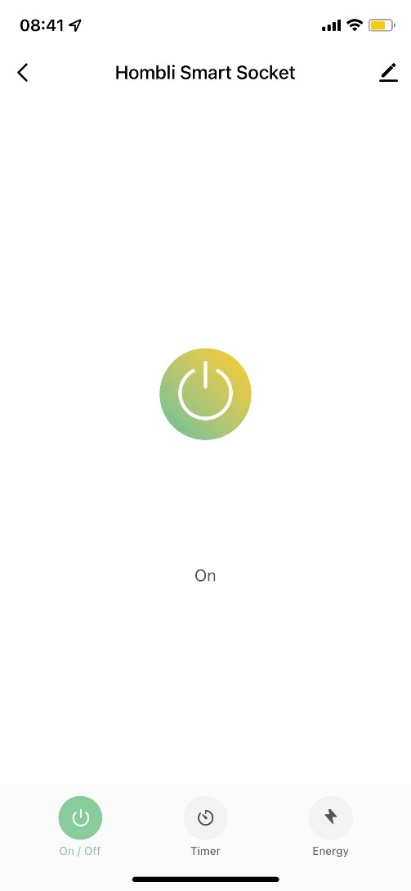 08:41
Hombli Smart Socket
On
On / Off
Timer
Energy